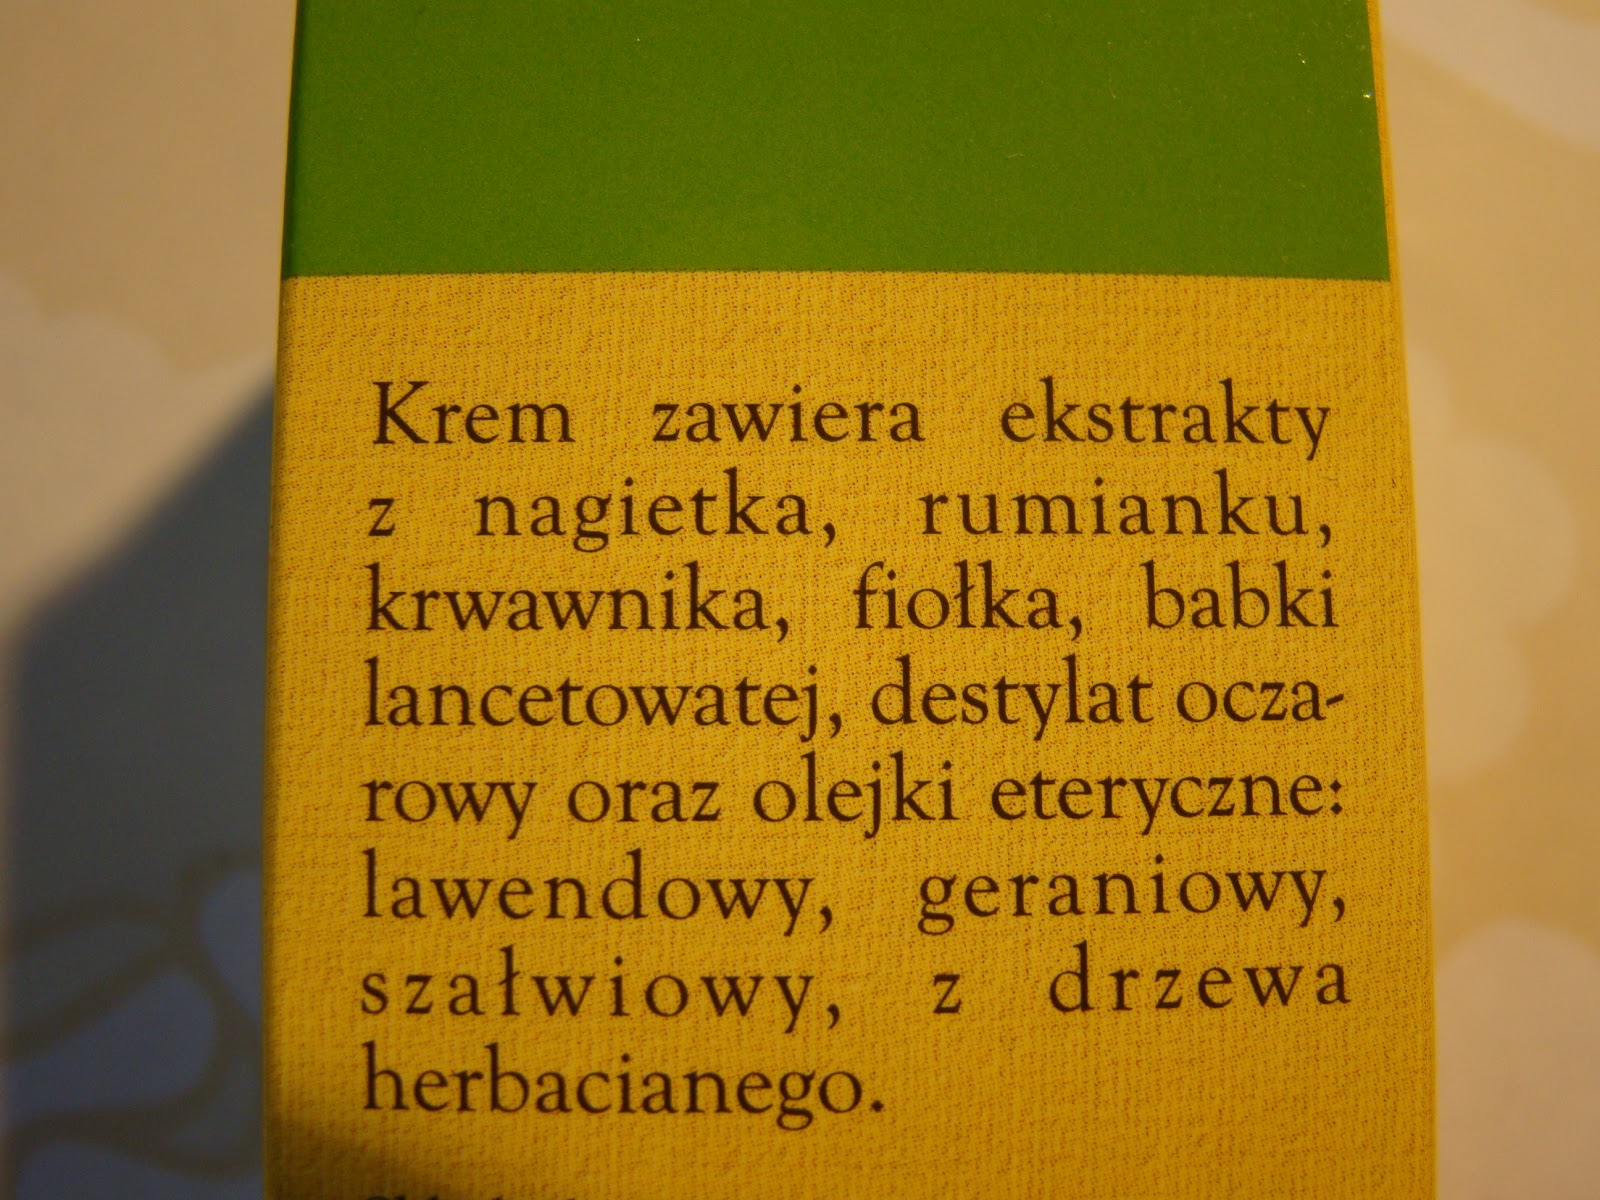 Krem zawiera ekstrakty
z nagietka, rumianku,
krwawnika, fiołka, babki
lancetowatej, destylat ocza-
rowy oraz olejki eteryczne:
lawendowy, geraniowy,
szałwiowy, z drzewa
herbacianego.